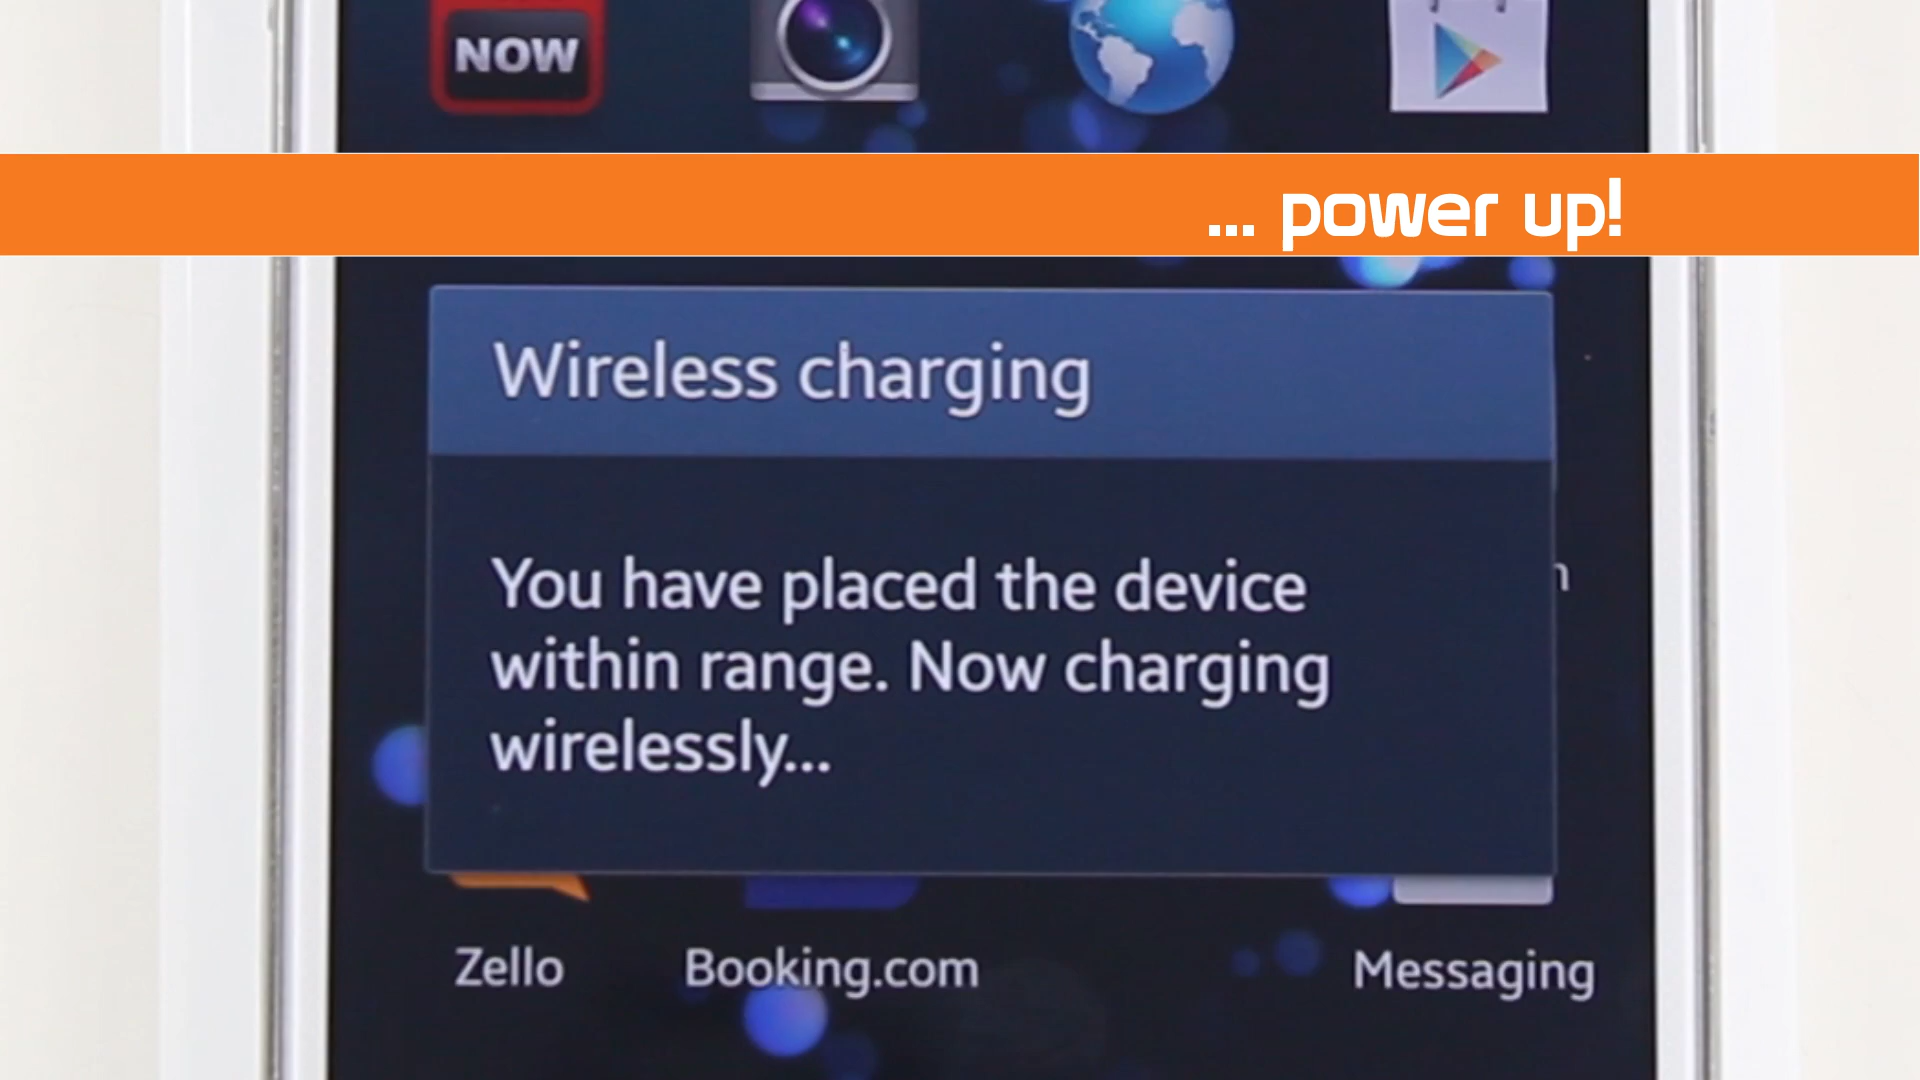 NOW
... power up!
Wireless charging
You have placed the device
within range. Now charging
wirelessly...
Zello
Booking.com
Messaging